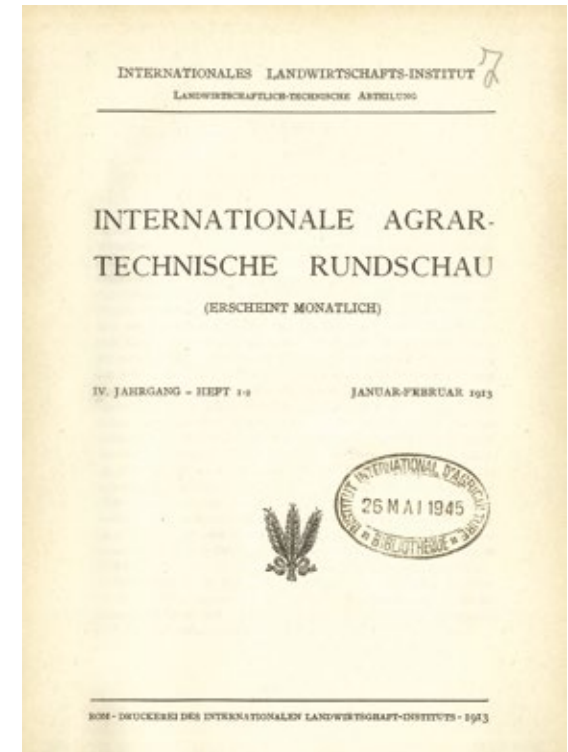 INTERNATIONALES LANDWIRTSCHAFTS-INSTITUT 7
LANDWIRTSCHAFTLICH-TECHNISCHE ABTEILUNG
INTERNATIONALE AGRAR-
TECHNISCHE RUNDSCHAU
(ERSCHEINT MONATLICH)
IV. JAHRGANG - HEFT 1-2 JANUAR-FEBRUAR 1913
INSTITUT INTERNATIONAL D'AGRICULTURE
26 MAI 1945
BIBLIOTHEQUE
ROM - DRUCKEREI DES INTERNATIONALEN LANDWIRTSCHAFT-INSTITUTS - 1913